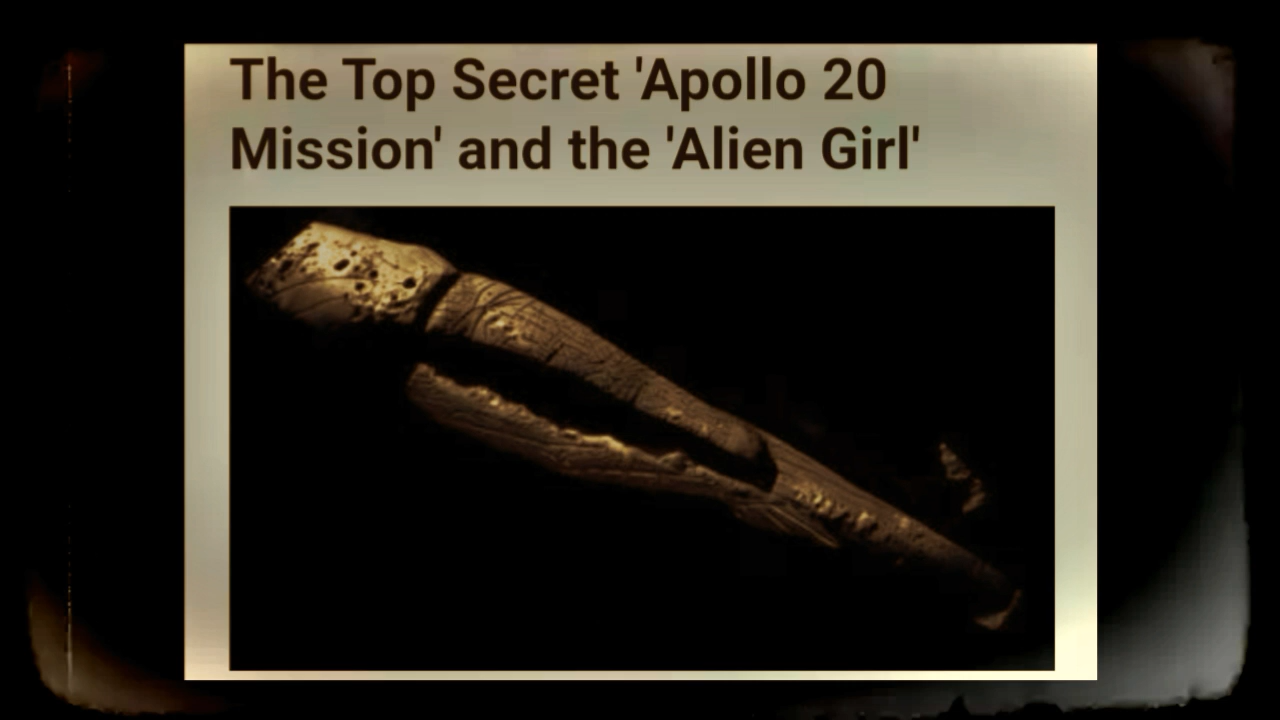 The Top Secret 'Apollo 20
Mission' and the 'Alien Girl'